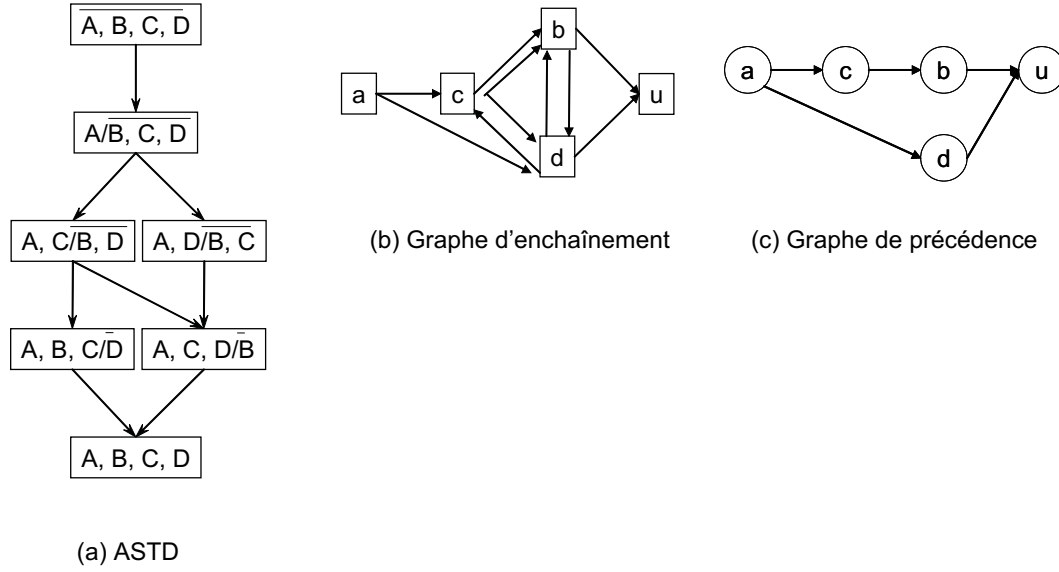 A, B, C, D
A/B, C, D
A, C/B, D
A, D/B, C
A, B, C/D
A, C, D/B
A, B, C, D
(a) ASTD
b
a
c
u
d
(b) Graphe d'enchaînement
a
c
b
u
d
(c) Graphe de précédence